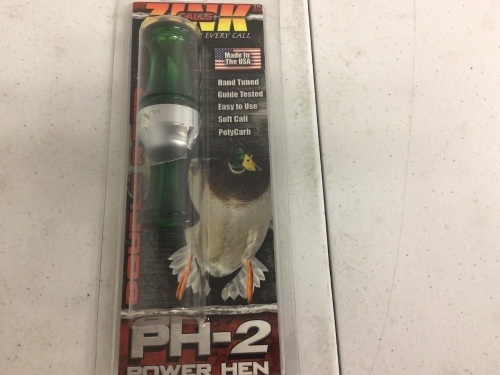 ZINK
CALLS
EVERY CALL
Made In
The USA
Hand Tuned
Guide Tested
Easy to Use
Soft Call
PolyCarb
PH-2
POWER HEN